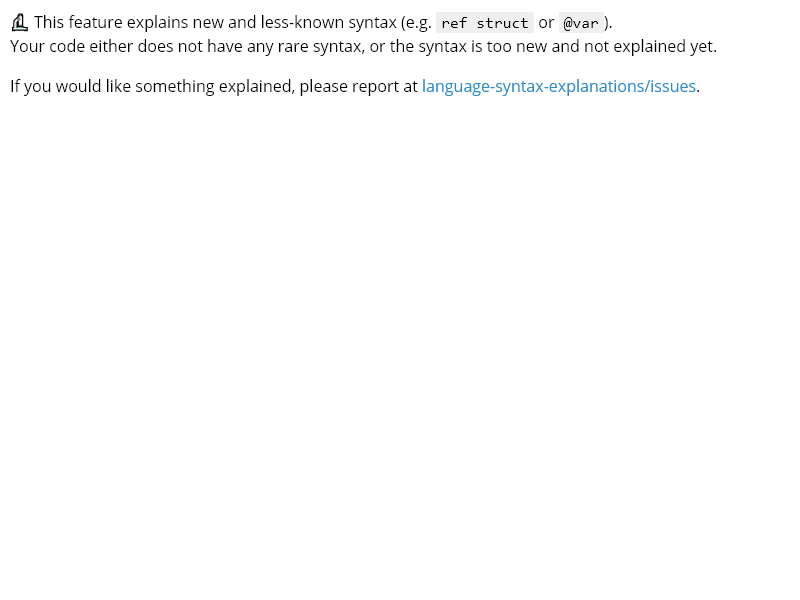 This feature explains new and less-known syntax (e.g. ref struct or @var ).
Your code either does not have any rare syntax, or the syntax is too new and not explained yet.
If you would like something explained, please report at language-syntax-explanations/issues.